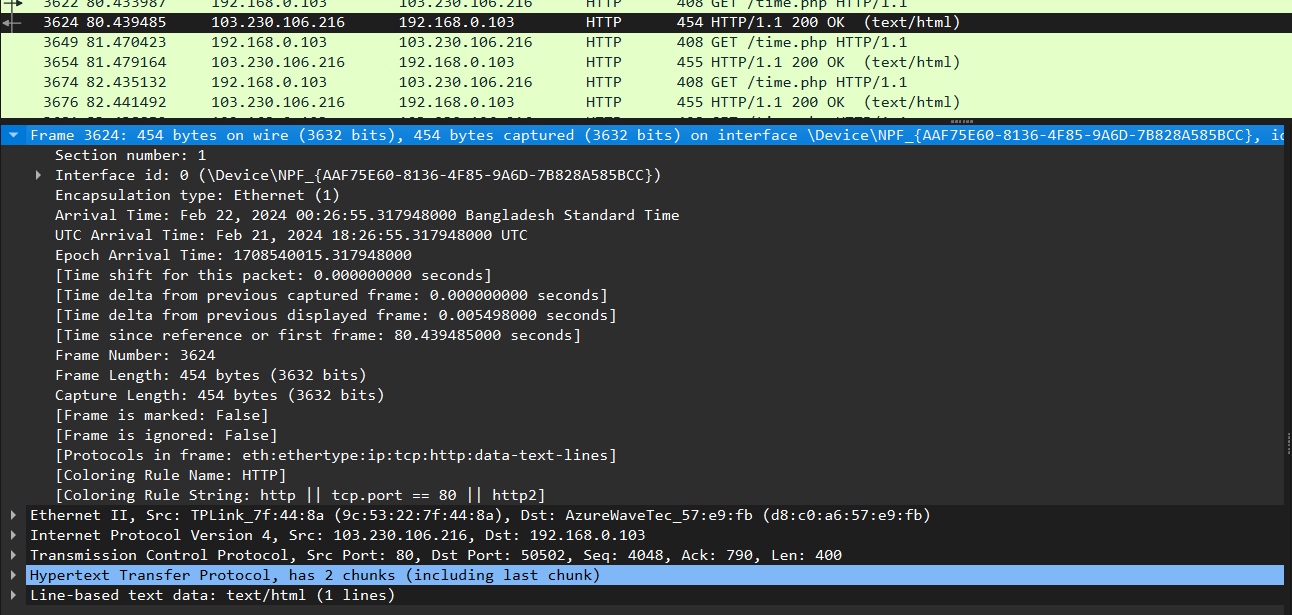 3622 80.433987 192.168.0.103 103.230.106.216 HTTP 408 GET /time.php HTTP/1.1
3624 80.439485 103.230.106.216 192.168.0.103 HTTP 454 HTTP/1.1 200 OK (text/html)
3649 81.470423 192.168.0.103 103.230.106.216 HTTP 408 GET /time.php HTTP/1.1
3654 81.479164 103.230.106.216 192.168.0.103 HTTP 455 HTTP/1.1 200 OK (text/html)
3674 82.435132 192.168.0.103 103.230.106.216 HTTP 408 GET /time.php HTTP/1.1
3676 82.441492 103.230.106.216 192.168.0.103 HTTP 455 HTTP/1.1 200 OK (text/html)
Frame 3624: 454 bytes on wire (3632 bits), 454 bytes captured (3632 bits) on interface \Device\NPF_{AAF75E60-8136-4F85-9A6D-7B828A585BCC},
Section number: 1
Interface id: 0 (\Device\NPF_{AAF75E60-8136-4F85-9A6D-7B828A585BCC})
Encapsulation type: Ethernet (1)
Arrival Time: Feb 22, 2024 00:26:55.317948000 Bangladesh Standard Time
UTC Arrival Time: Feb 21, 2024 18:26:55.317948000 UTC
Epoch Arrival Time: 1708540015.317948000
[Time shift for this packet: 0.000000000 seconds]
[Time delta from previous captured frame: 0.000000000 seconds]
[Time delta from previous displayed frame: 0.005498000 seconds]
[Time since reference or first frame: 80.439485000 seconds]
Frame Number: 3624
Frame Length: 454 bytes (3632 bits)
Capture Length: 454 bytes (3632 bits)
[Frame is marked: False]
[Frame is ignored: False]
[Protocols in frame: eth:ethertype:ip:tcp:http:data-text-lines]
[Coloring Rule Name: HTTP]
[Coloring Rule String: http || tcp.port == 80 || http2]
Ethernet II, Src: TPLink_7f:44:8a (9c:53:22:7f:44:8a), Dst: AzureWaveTec_57:e9:fb (d8:c0:a6:57:e9:fb)
Internet Protocol Version 4, Src: 103.230.106.216, Dst: 192.168.0.103
Transmission Control Protocol, Src Port: 80, Dst Port: 50502, Seq: 4048, Ack: 790, Len: 400
Hypertext Transfer Protocol, has 2 chunks (including last chunk)
Line-based text data: text/html (1 lines)